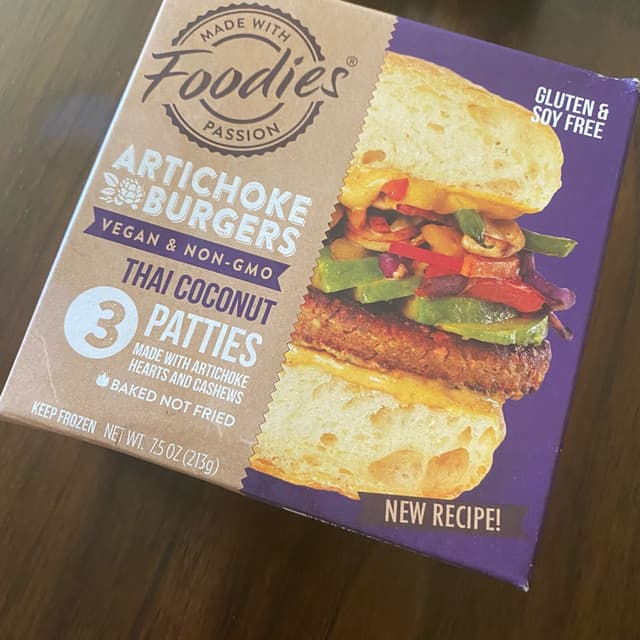 MADE WITH
Foodies®
PASSION
ARTICHOKE
BURGERS
VEGAN & NON-GMO
THAI COCONUT
3 PATTIES
MADE WITH ARTICHOKE
HEARTS AND CASHEWS
BAKED NOT FRIED
KEEP FROZEN NET WT. 7.5 OZ (213g)
GLUTEN &
SOY FREE
NEW RECIPE!